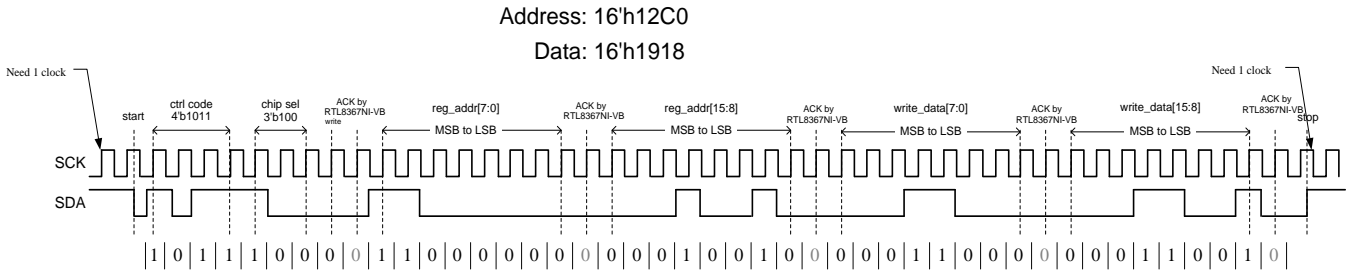 Address: 16'h12C0
Data: 16'h1918
Need 1 clock
start
ctrl code
4'b1011
chip sel
3'b100
ACK by
RTL8367NI-VB
write
reg_addr[7:0]
MSB to LSB
ACK by
RTL8367NI-VB
reg_addr[15:8]
MSB to LSB
ACK by
RTL8367NI-VB
write_data[7:0]
MSB to LSB
ACK by
RTL8367NI-VB
write_data[15:8]
MSB to LSB
ACK by
RTL8367NI-VB
stop
Need 1 clock
SCK
SDA
1 0 1 1 1 0 0 0 0 1 1 0 0 0 0 0 0 0 0 0 0 1 0 0 1 0 0 0 0 0 1 1 0 0 0 0 0 0 0 1 1 0 0 1 0